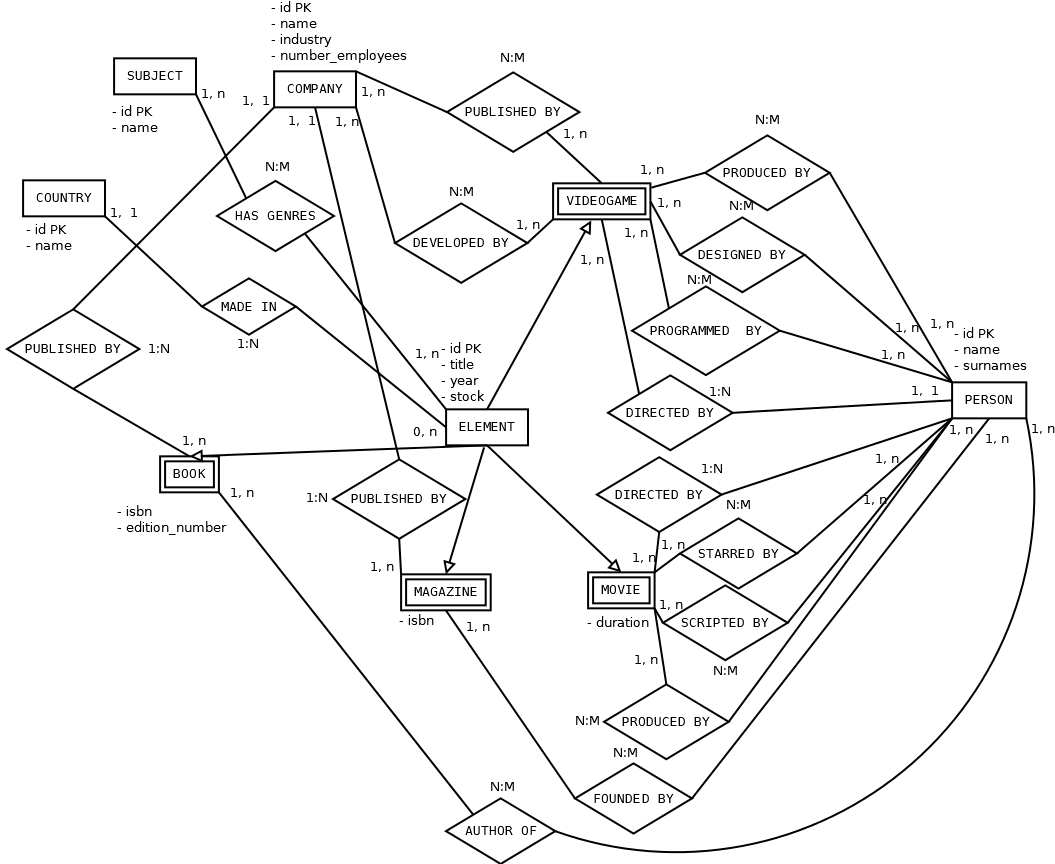 - id PK
- name
- industry
- number_employees
N:M
SUBJECT
COMPANY
1, n
1, 1
1, n
PUBLISHED BY
- id PK
- name
1, 1
1, n
1, n
N:M
N:M
1, n
PRODUCED BY
COUNTRY
1, 1
HAS GENRES
N:M
VIDEOGAME
1, n
N:M
- id PK
- name
DEVELOPED BY
1, n
1, n
DESIGNED BY
1, n
N:M
MADE IN
1:N
PROGRAMMED  BY
1, n
1, n
- id PK
- name
- surnames
PUBLISHED BY
1:N
1, n
- id PK
- title
- year
- stock
1, n
1:N
1, 1
PERSON
ELEMENT
0, n
DIRECTED BY
1, n
1, n
1, n
1, n
BOOK
1, n
1, n
- isbn
- edition_number
1:N
PUBLISHED BY
DIRECTED BY
1:N
1, n
N:M
1, n
1, n
STARRED BY
1, n
MAGAZINE
- isbn
1, n
MOVIE
- duration
1, n
SCRIPTED BY
1, n
N:M
N:M
PRODUCED BY
N:M
FOUNDED BY
N:M
AUTHOR OF